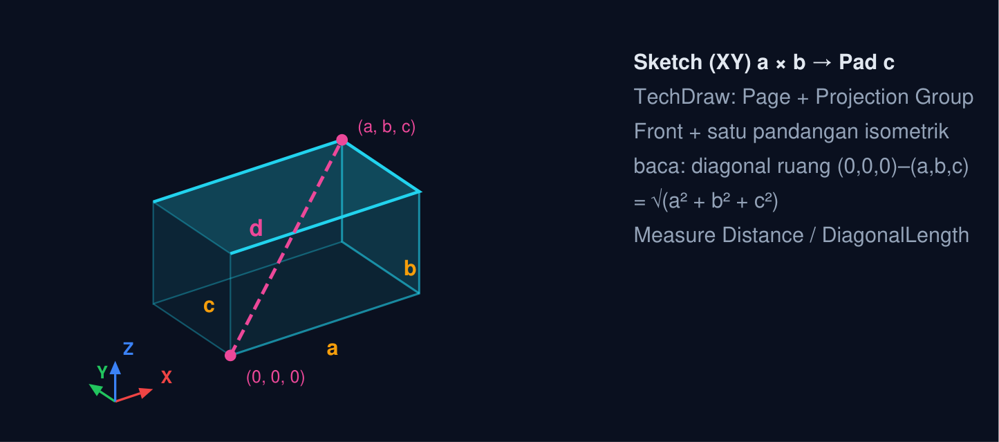 Sketch (XY) a × b → Pad c
TechDraw: Page + Projection Group
Front + satu pandangan isometrik
baca: diagonal ruang (0,0,0)–(a,b,c)
= √(a² + b² + c²)
Measure Distance / DiagonalLength
(a, b, c)
d
b
c
a
(0, 0, 0)
Z
Y
X